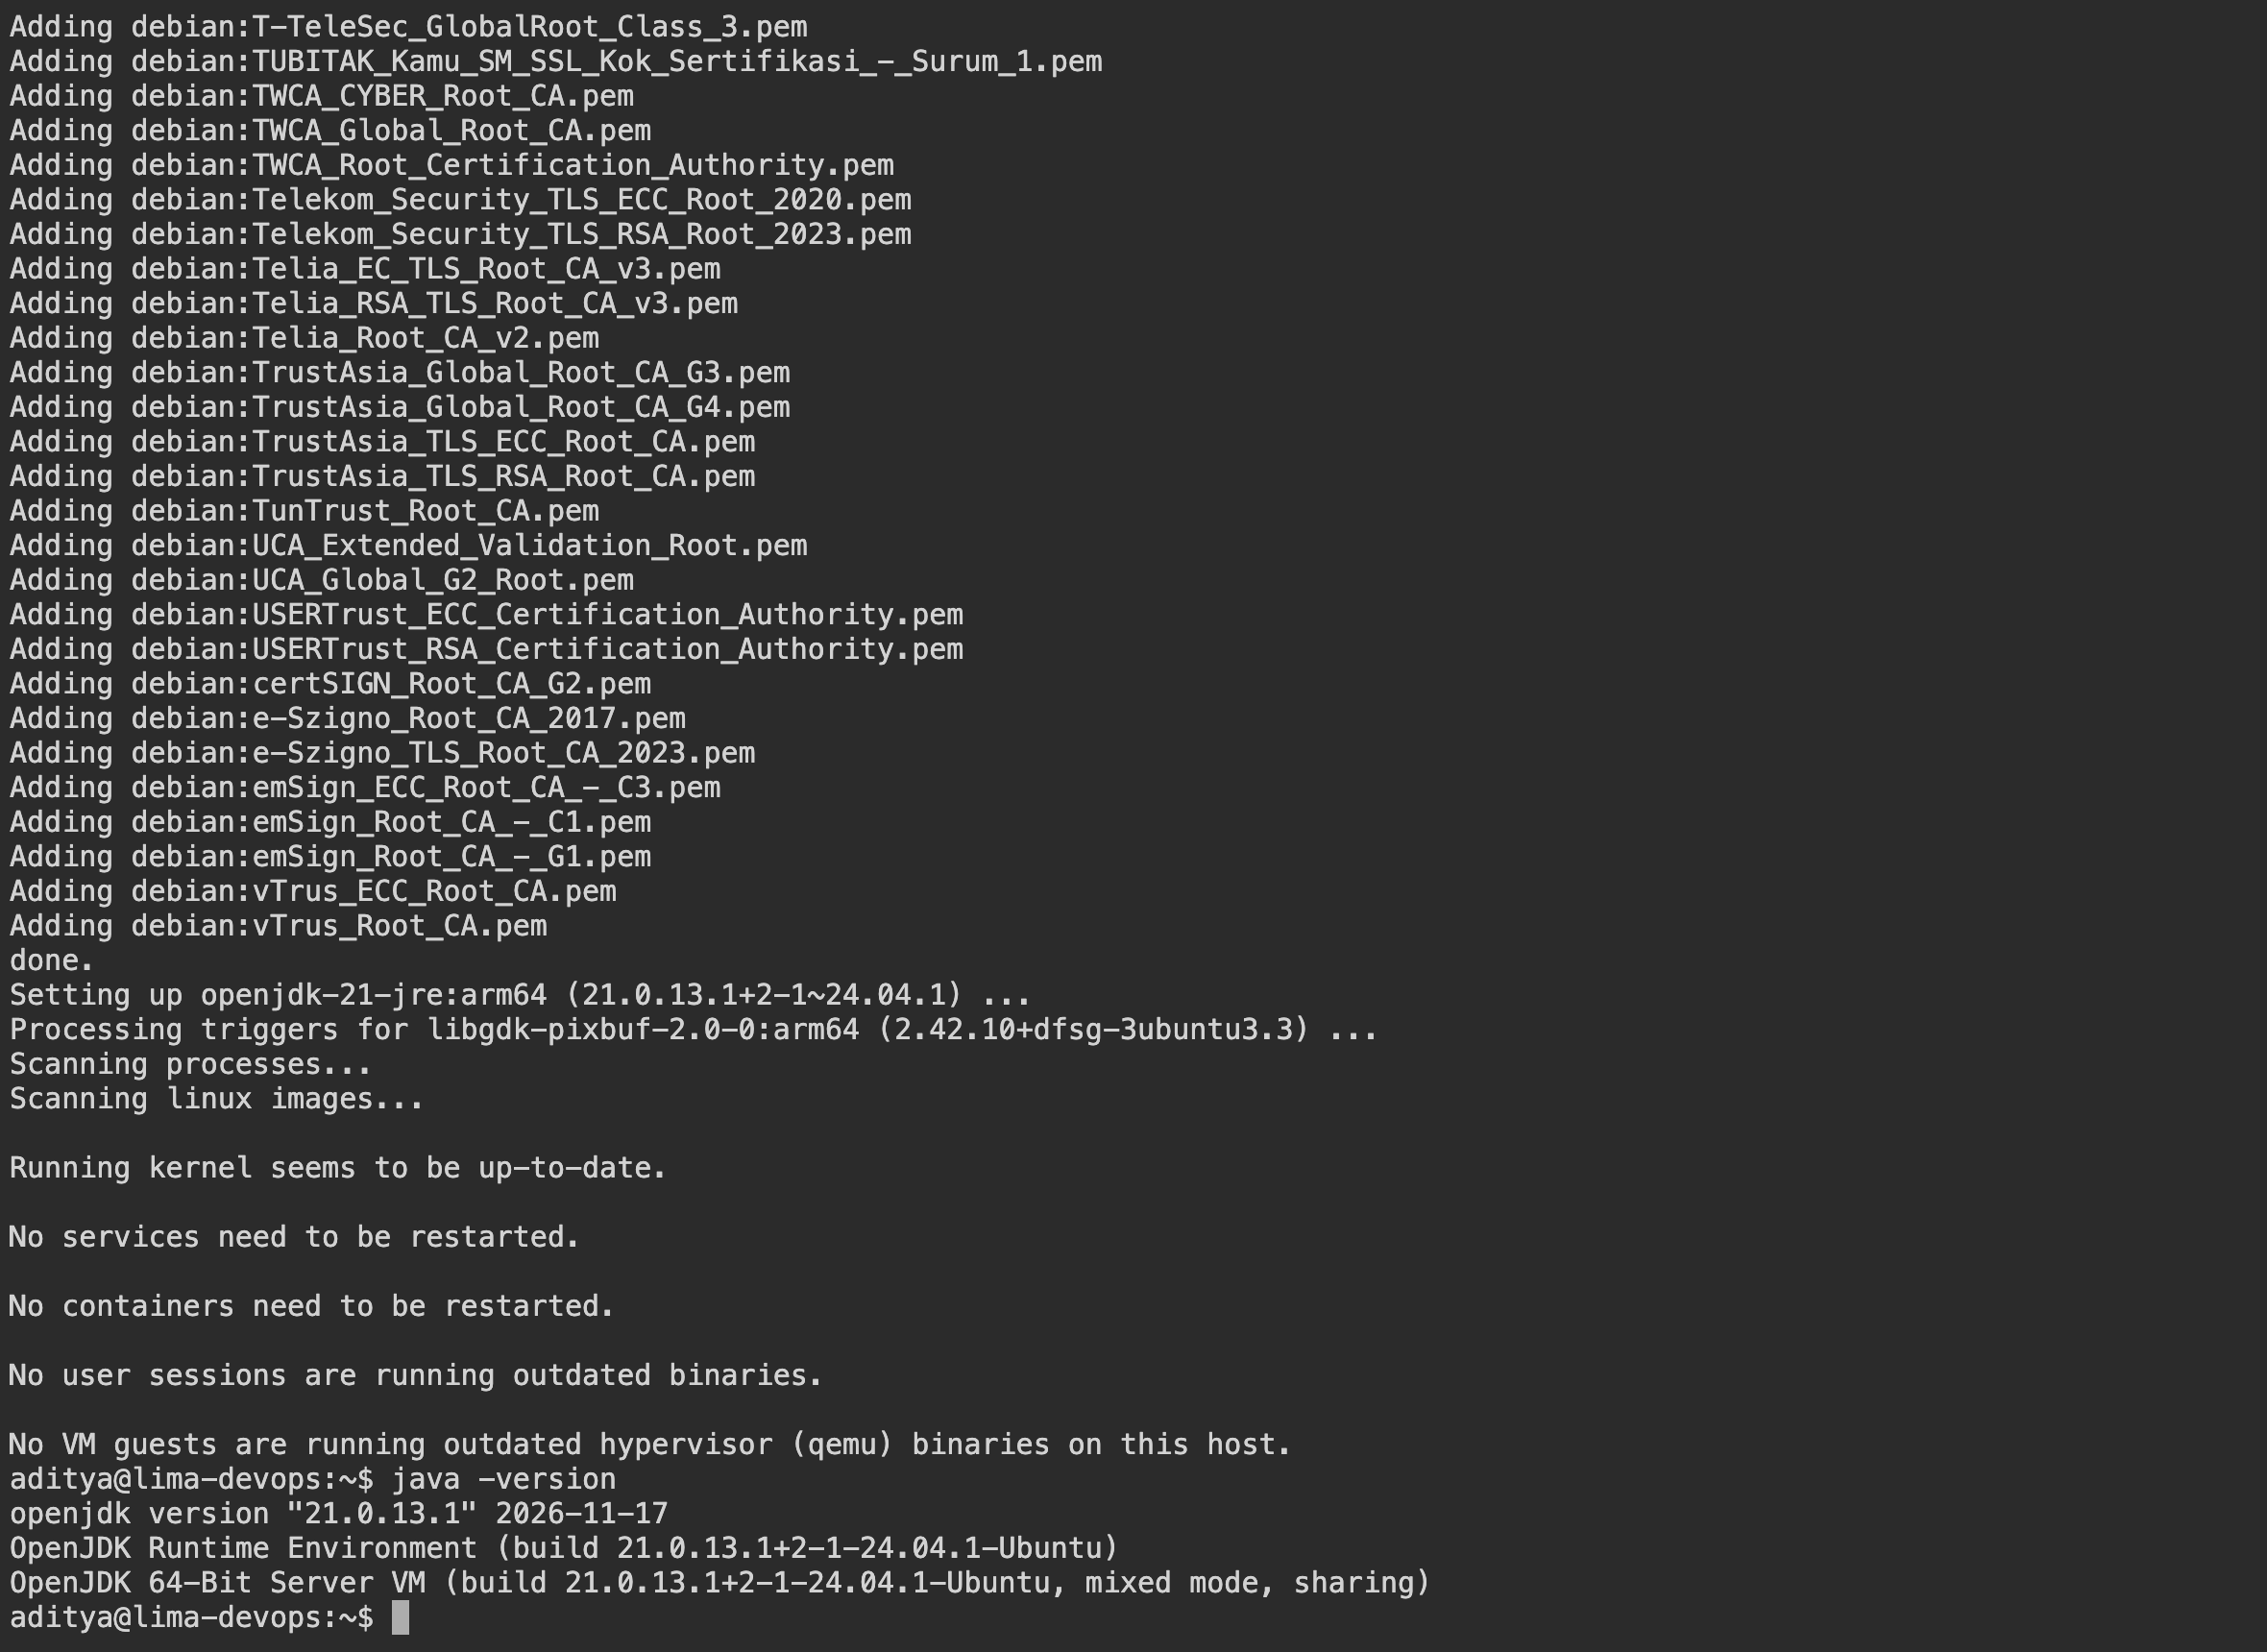 Adding debian:T-TeleSec_GlobalRoot_Class_3.pem
Adding debian:TUBITAK_Kamu_SM_SSL_Kok_Sertifikasi_-_Surum_1.pem
Adding debian:TWCA_CYBER_Root_CA.pem
Adding debian:TWCA_Global_Root_CA.pem
Adding debian:TWCA_Root_Certification_Authority.pem
Adding debian:Telekom_Security_TLS_ECC_Root_2020.pem
Adding debian:Telekom_Security_TLS_RSA_Root_2023.pem
Adding debian:Telia_EC_TLS_Root_CA_v3.pem
Adding debian:Telia_RSA_TLS_Root_CA_v3.pem
Adding debian:Telia_Root_CA_v2.pem
Adding debian:TrustAsia_Global_Root_CA_G3.pem
Adding debian:TrustAsia_Global_Root_CA_G4.pem
Adding debian:TrustAsia_TLS_ECC_Root_CA.pem
Adding debian:TrustAsia_TLS_RSA_Root_CA.pem
Adding debian:TunTrust_Root_CA.pem
Adding debian:UCA_Extended_Validation_Root.pem
Adding debian:UCA_Global_G2_Root.pem
Adding debian:USERTrust_ECC_Certification_Authority.pem
Adding debian:USERTrust_RSA_Certification_Authority.pem
Adding debian:certSIGN_Root_CA_G2.pem
Adding debian:e-Szigno_Root_CA_2017.pem
Adding debian:e-Szigno_TLS_Root_CA_2023.pem
Adding debian:emSign_ECC_Root_CA_-_C3.pem
Adding debian:emSign_Root_CA_-_C1.pem
Adding debian:emSign_Root_CA_-_G1.pem
Adding debian:vTrus_ECC_Root_CA.pem
Adding debian:vTrus_Root_CA.pem
done.
Setting up openjdk-21-jre:arm64 (21.0.13.1+2-1~24.04.1) ...
Processing triggers for libgdk-pixbuf-2.0-0:arm64 (2.42.10+dfsg-3ubuntu3.3) ...
Scanning processes...
Scanning linux images...
Running kernel seems to be up-to-date.
No services need to be restarted.
No containers need to be restarted.
No user sessions are running outdated binaries.
No VM guests are running outdated hypervisor (qemu) binaries on this host.
aditya@lima-devops:~$ java -version
openjdk version "21.0.13.1" 2026-11-17
OpenJDK Runtime Environment (build 21.0.13.1+2-1-24.04.1-Ubuntu)
OpenJDK 64-Bit Server VM (build 21.0.13.1+2-1-24.04.1-Ubuntu, mixed mode, sharing)
aditya@lima-devops:~$